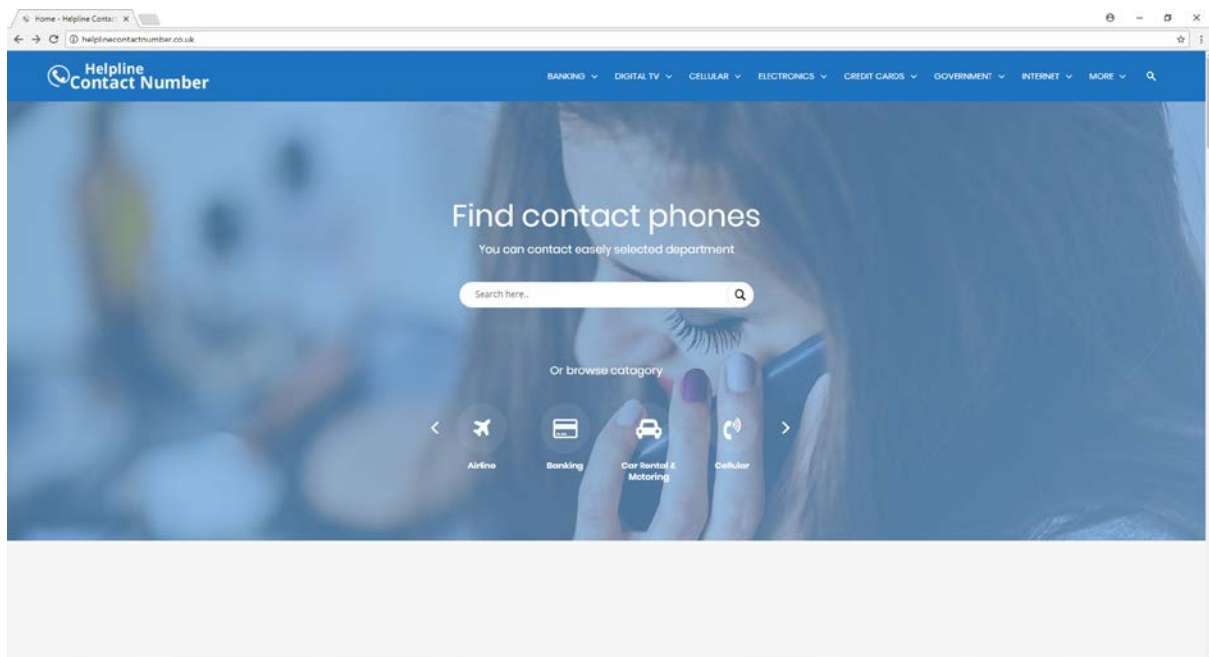 Home - Helpline Contac
helplinecontactnumber.co.uk
Helpline
Contact Number
BANKING DIGITAL TV CELLULAR ELECTRONICS CREDIT CARDS GOVERNMENT INTERNET MORE
Find contact phones
You can contact easely selected department
Search here..
Or browse catagory
Airline Banking Car Rental & Cellular
Motoring